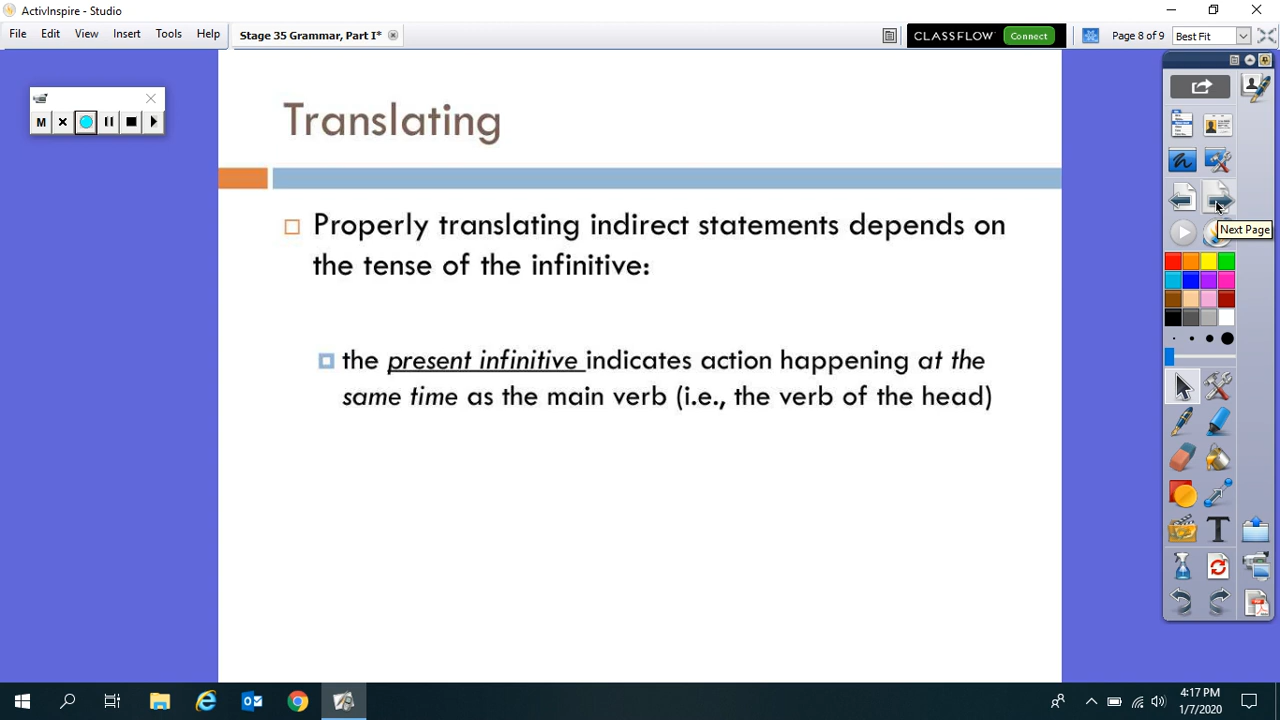 ActivInspire - Studio
File Edit View Insert Tools Help
Stage 35 Grammar, Part I*
CLASSFLOW Connect
Page 8 of 9
Best Fit
M
Translating
Properly translating indirect statements depends on
the tense of the infinitive:
the present infinitive indicates action happening at the
same time as the main verb (i.e., the verb of the head)
Next Page
T
4:17 PM
1/7/2020